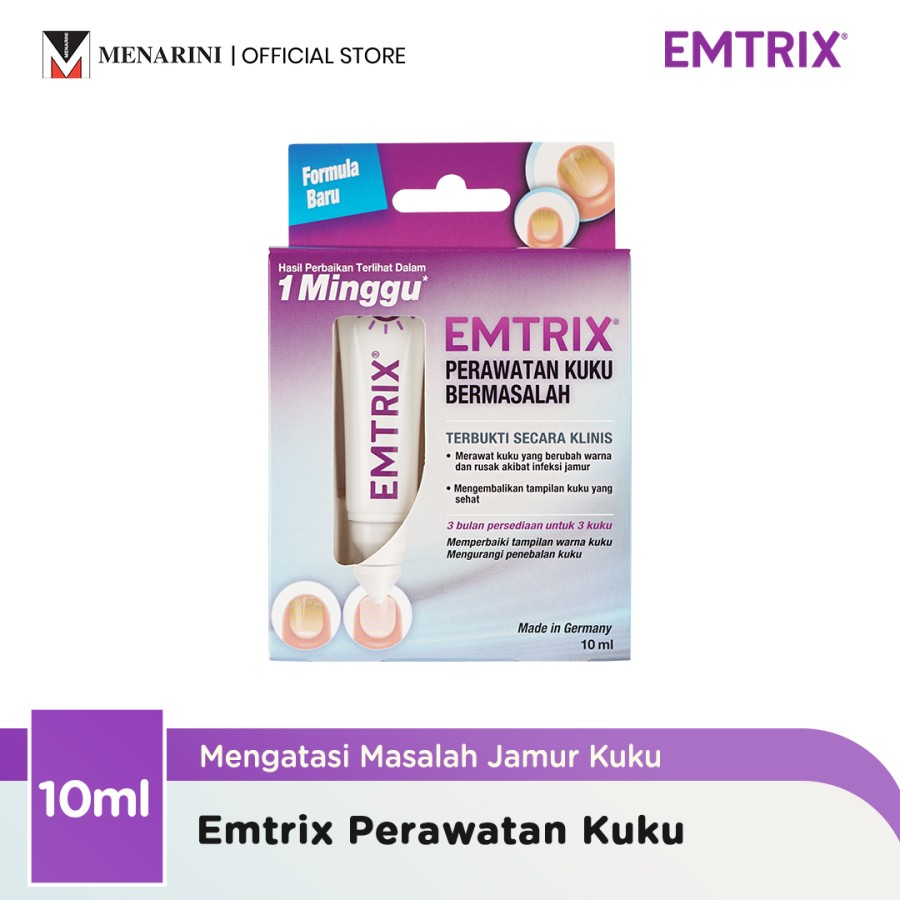 MENARINI | OFFICIAL STORE
EMTRIX®
Formula
Baru
Hasil Perbaikan Terlihat Dalam
1 Minggu*
EMTRIX®
PERAWATAN KUKU
BERMASALAH
TERBUKTI SECARA KLINIS
• Merawat kuku yang berubah warna
dan rusak akibat infeksi jamur
• Mengembalikan tampilan kuku yang
sehat
3 bulan persediaan untuk 3 kuku
Memperbaiki tampilan warna kuku
Mengurangi penebalan kuku
EMTRIX®
Made in Germany
10 ml
10ml
Mengatasi Masalah Jamur Kuku
Emtrix Perawatan Kuku